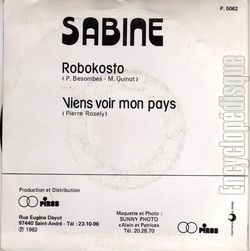 P. 5062
SABINE
Robokosto
(P. Besombes - M. Guinot)
Viens voir mon pays
(Pierre Rosely)
Encyclopédisque
Production et Distribution
PIROS
Rue Eugène Dayot
97440 Saint-André - Tél : 23-10-96
℗ 1982
Maquette et Photo :
SUNNY PHOTO
«Alain et Patrice»
Tél. 20.28.70
PIROS